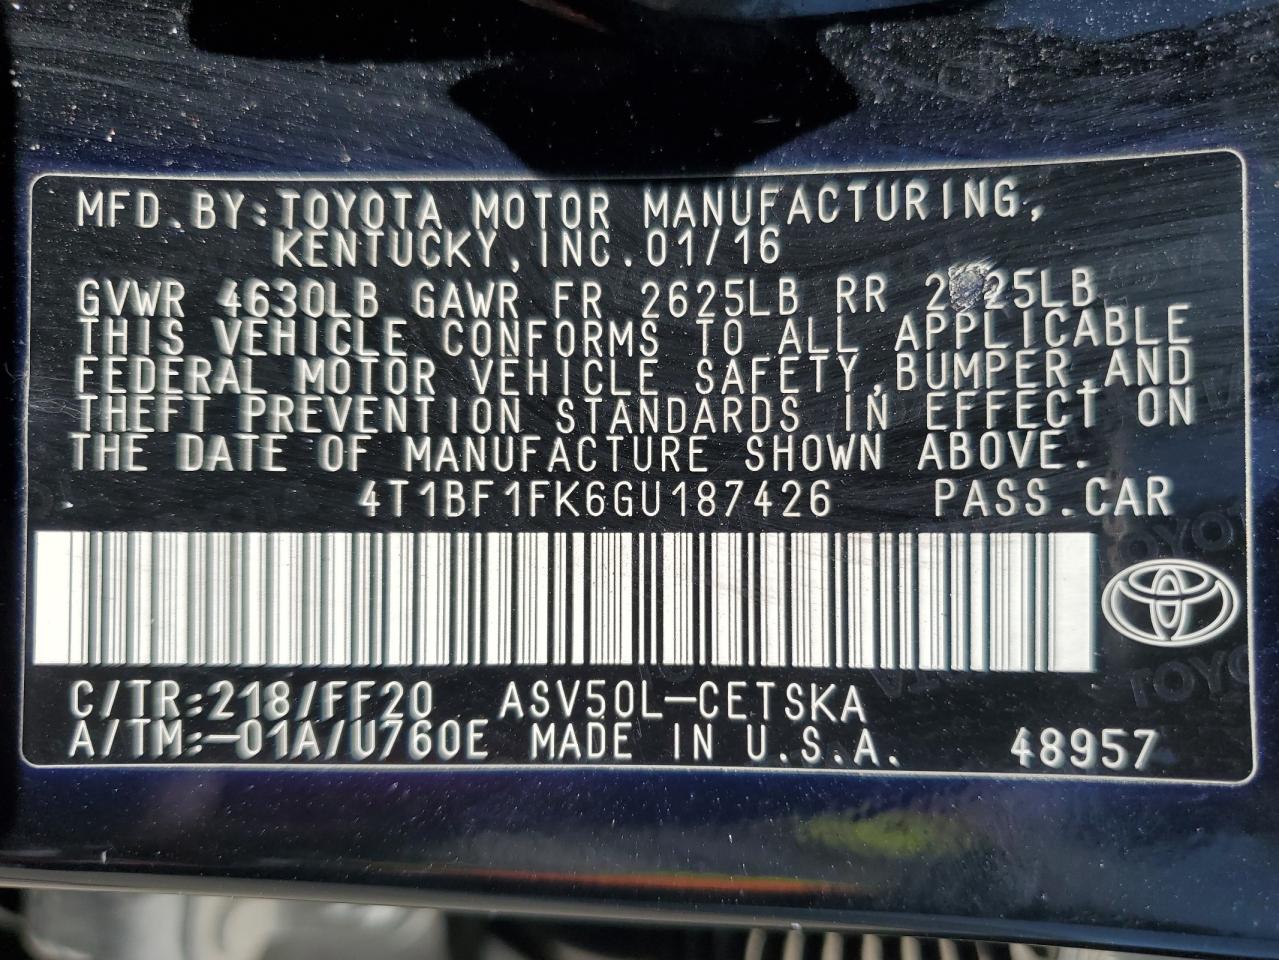 MFD.BY:TOYOTA MOTOR MANUFACTURING,
KENTUCKY,INC.01/16
GVWR 4630LB GAWR FR 2625LB RR
THIS VEHICLE CONFORMS TO ALL APPLICABLE
FEDERAL MOTOR VEHICLE SAFETY,BUMPER,AND
THEFT PREVENTION STANDARDS IN EFFECT ON
THE DATE OF MANUFACTURE SHOWN ABOVE.
4T1BF1FK6GU187426 PASS.CAR
C/TR:218/FF20 ASV50L-CETSKA
A/TM:-01A/U760E MADE IN U.S.A. 48957